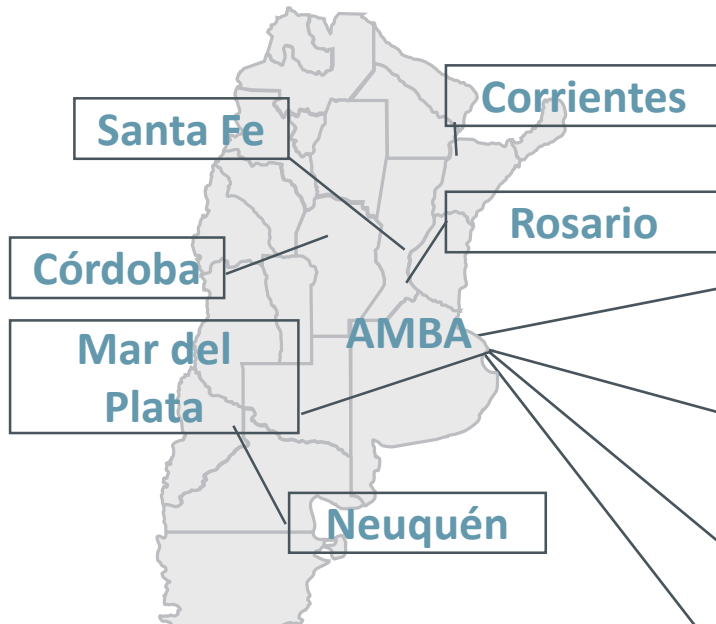 Corrientes
Santa Fe
Rosario
Córdoba
AMBA
Mar del
Plata
Neuquén